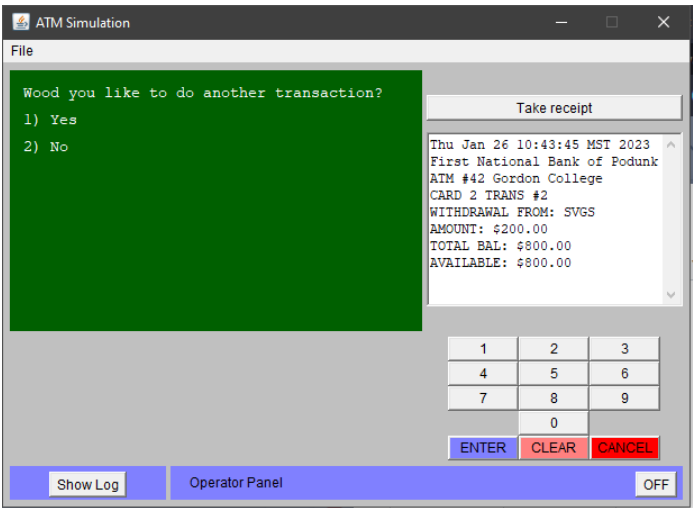 ATM Simulation
File
Wood you like to do another transaction?
1) Yes
2) No
Take receipt
Thu Jan 26 10:43:45 MST 2023
First National Bank of Podunk
ATM #42 Gordon College
CARD 2 TRANS #2
WITHDRAWAL FROM: SVGS
AMOUNT: $200.00
TOTAL BAL: $800.00
AVAILABLE: $800.00
1 2 3
4 5 6
7 8 9
0
ENTER CLEAR CANCEL
Show Log Operator Panel OFF